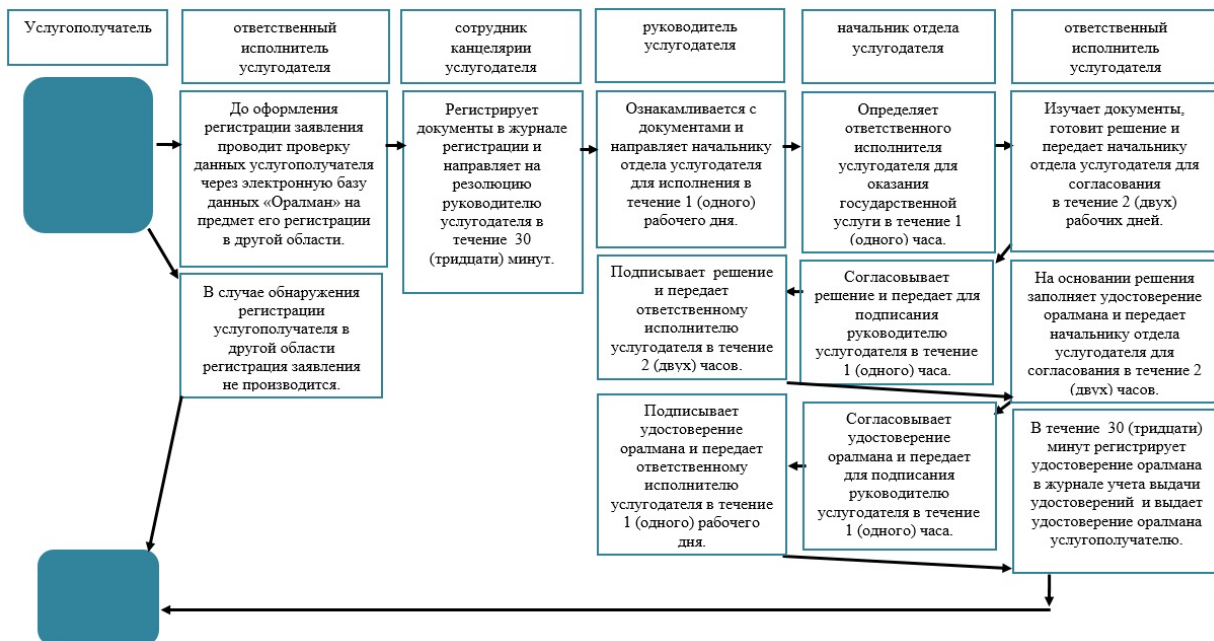 Услугополучатель
ответственный
исполнитель
услугодателя
сотрудник
канцелярии
услугодателя
руководитель
услугодателя
начальник отдела
услугодателя
ответственный
исполнитель
услугодателя
До оформления
регистрации заявления
проводит проверку
данных услугополучателя
через электронную базу
данных «Оралман» на
предмет его регистрации
в другой области.
Регистрирует
документы в журнале
регистрации и
направляет на
резолюцию
руководителю
услугодателя в
течение 30
(тридцати) минут.
Ознакамливается с
документами и
направляет начальнику
отдела услугодателя
для исполнения в
течение 1 (одного)
рабочего дня.
Определяет
ответственного
исполнителя
услугодателя для
оказания
государственной
услуги в течение 1
(одного) часа.
Изучает документы,
готовит решение и
передает начальнику
отдела услугодателя для
согласования
в течение 2 (двух)
рабочих дней.
В случае обнаружения
регистрации
услугополучателя в
другой области
регистрация заявления
не производится.
Подписывает решение
и передает
ответственному
исполнителю
услугодателя в течение
2 (двух) часов.
Согласовывает
решение и передает для
подписания
руководителю
услугодателя в течение
1 (одного) часа.
На основании решения
заполняет удостоверение
оралмана и передает
начальнику отдела
услугодателя для
согласования в течение 2
(двух) часов.
Подписывает
удостоверение
оралмана и передает
ответственному
исполнителю
услугодателя в течение
1 (одного) рабочего
дня.
Согласовывает
удостоверение
оралмана и передает
для подписания
руководителю
услугодателя в течение
1 (одного) часа.
В течение 30 (тридцати)
минут регистрирует
удостоверение оралмана
в журнале учета выдачи
удостоверений и выдает
удостоверение оралмана
услугополучателю.